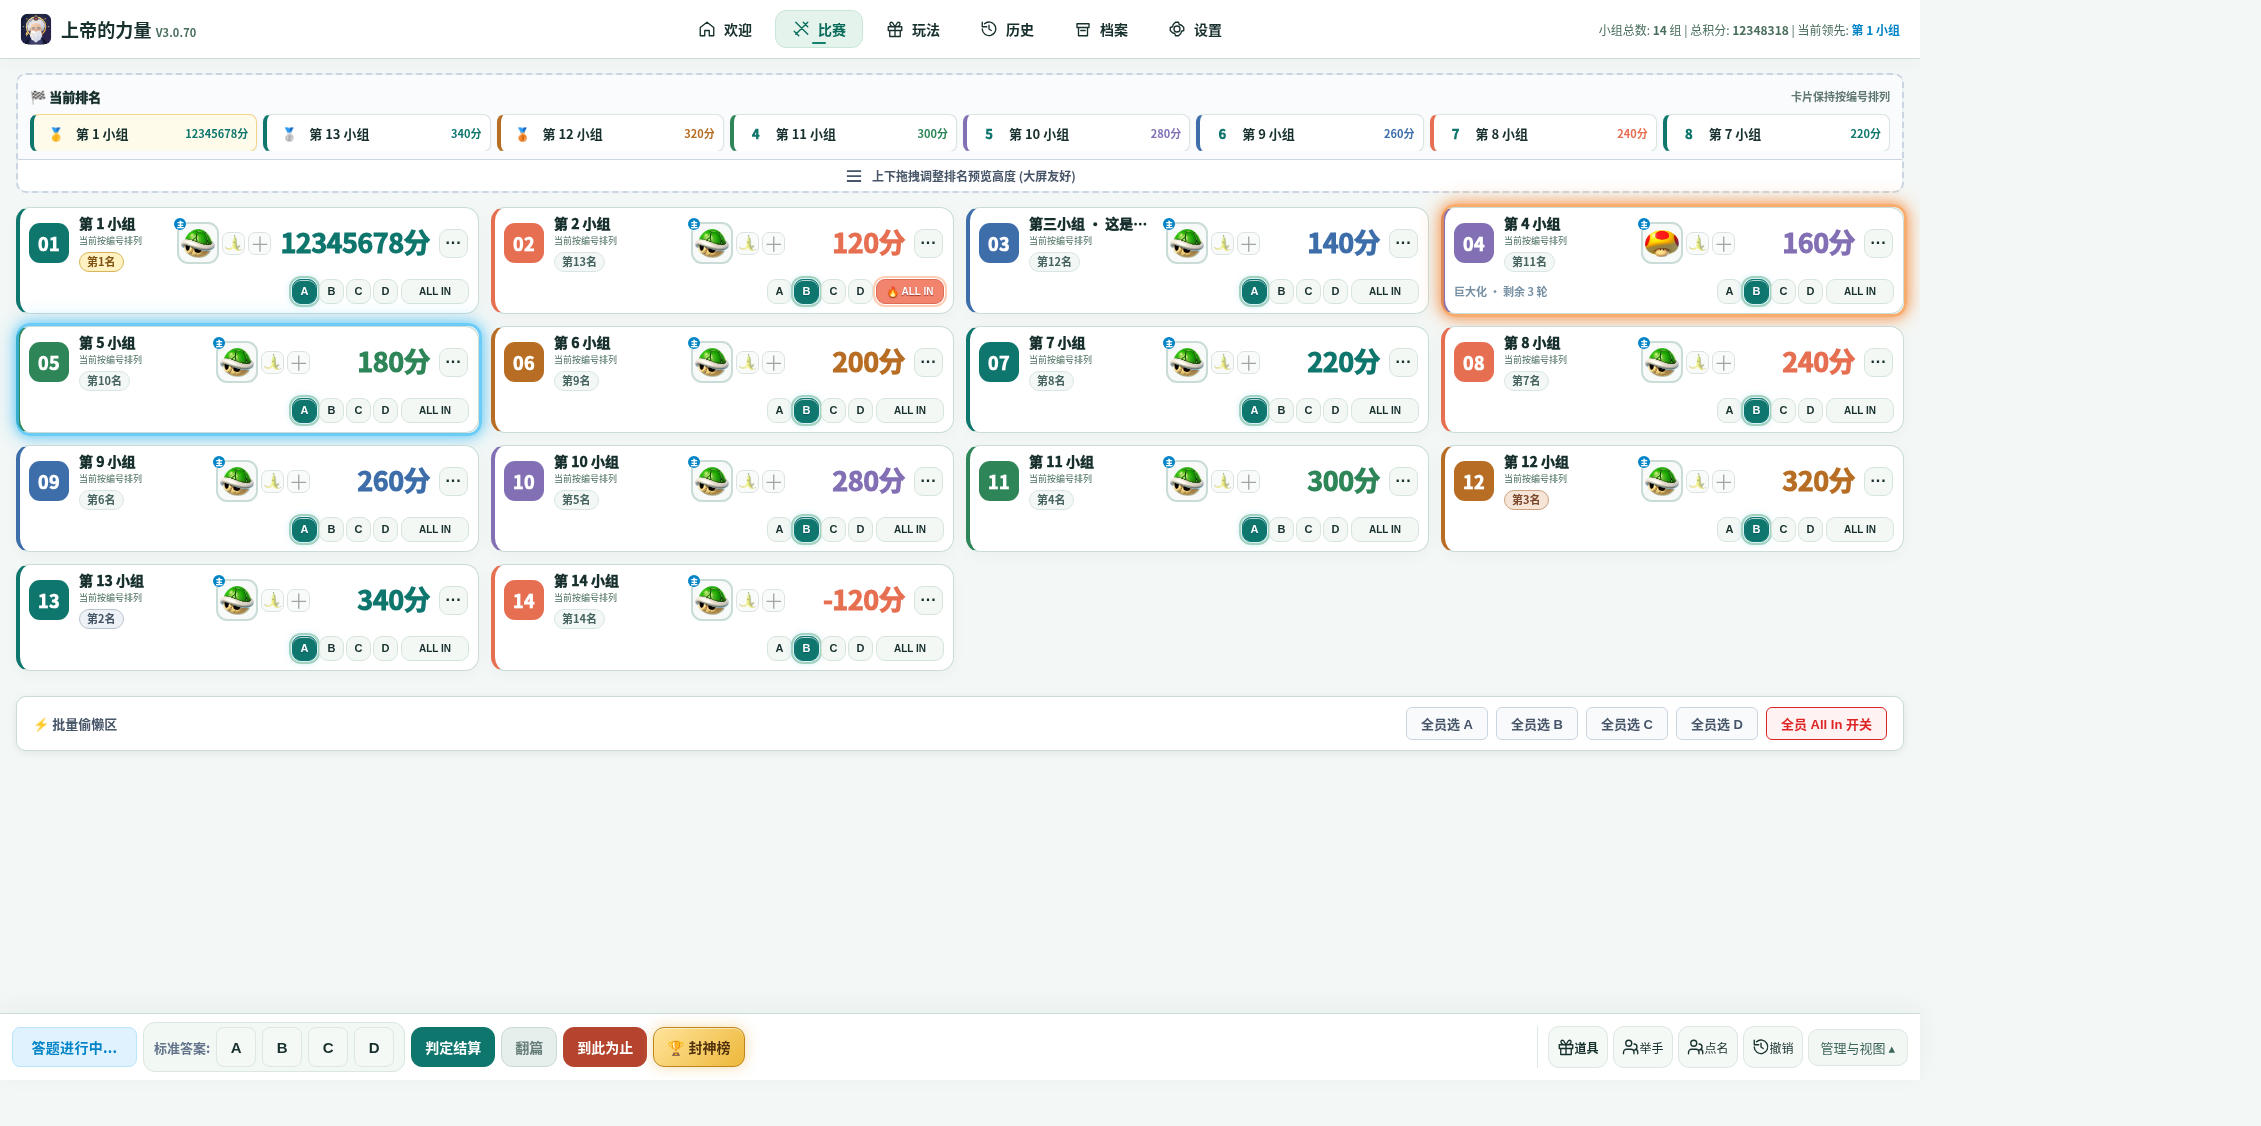 上帝的力量 V3.0.70
欢迎
比赛
玩法
历史
档案
设置
小组总数: 14 组 | 总积分: 12348318 | 当前领先: 第 1 小组
当前排名
卡片保持按编号排列
第 1 小组 12345678分
第 13 小组 340分
第 12 小组 320分
4 第 11 小组 300分
5 第 10 小组 280分
6 第 9 小组 260分
7 第 8 小组 240分
8 第 7 小组 220分
上下拖拽调整排名预览高度 (大屏友好)
01
第 1 小组
当前按编号排列
第1名
主
12345678分
···
A B C D ALL IN
02
第 2 小组
当前按编号排列
第13名
主
120分
···
A B C D 🔥 ALL IN
03
第三小组 · 这是···
当前按编号排列
第12名
主
140分
···
A B C D ALL IN
04
第 4 小组
当前按编号排列
第11名
主
160分
···
巨大化 · 剩余 3 轮
A B C D ALL IN
05
第 5 小组
当前按编号排列
第10名
主
180分
···
A B C D ALL IN
06
第 6 小组
当前按编号排列
第9名
主
200分
···
A B C D ALL IN
07
第 7 小组
当前按编号排列
第8名
主
220分
···
A B C D ALL IN
08
第 8 小组
当前按编号排列
第7名
主
240分
···
A B C D ALL IN
09
第 9 小组
当前按编号排列
第6名
主
260分
···
A B C D ALL IN
10
第 10 小组
当前按编号排列
第5名
主
280分
···
A B C D ALL IN
11
第 11 小组
当前按编号排列
第4名
主
300分
···
A B C D ALL IN
12
第 12 小组
当前按编号排列
第3名
主
320分
···
A B C D ALL IN
13
第 13 小组
当前按编号排列
第2名
主
340分
···
A B C D ALL IN
14
第 14 小组
当前按编号排列
第14名
主
-120分
···
A B C D ALL IN
⚡ 批量偷懒区
全员选 A
全员选 B
全员选 C
全员选 D
全员 All In 开关
答题进行中...
标准答案: A B C D
判定结算
翻篇
到此为止
🏆 封神榜
道具
举手
点名
撤销
管理与视图 ▴